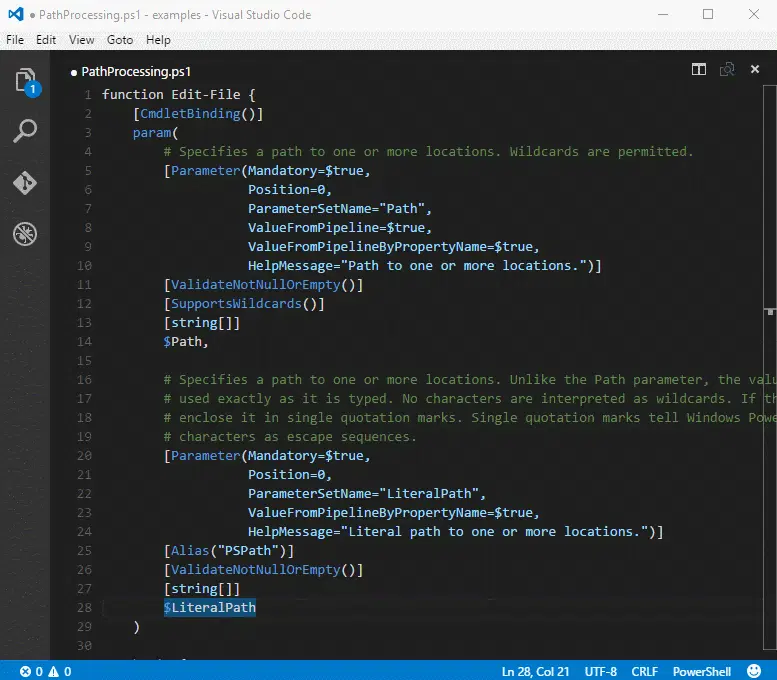 ● PathProcessing.ps1 - examples - Visual Studio Code
File Edit View Goto Help
1
● PathProcessing.ps1
1 function Edit-File {
2 [CmdletBinding()]
3 param(
4 # Specifies a path to one or more locations. Wildcards are permitted.
5 [Parameter(Mandatory=$true,
6 Position=0,
7 ParameterSetName="Path",
8 ValueFromPipeline=$true,
9 ValueFromPipelineByPropertyName=$true,
10 HelpMessage="Path to one or more locations.")]
11 [ValidateNotNullOrEmpty()]
12 [SupportsWildcards()]
13 [string[]]
14 $Path,
15
16 # Specifies a path to one or more locations. Unlike the Path parameter, the valu
17 # used exactly as it is typed. No characters are interpreted as wildcards. If th
18 # enclose it in single quotation marks. Single quotation marks tell Windows Powe
19 # characters as escape sequences.
20 [Parameter(Mandatory=$true,
21 Position=0,
22 ParameterSetName="LiteralPath",
23 ValueFromPipelineByPropertyName=$true,
24 HelpMessage="Literal path to one or more locations.")]
25 [Alias("PSPath")]
26 [ValidateNotNullOrEmpty()]
27 [string[]]
28 $LiteralPath
29 )
30
0 0 Ln 28, Col 21 UTF-8 CRLF PowerShell